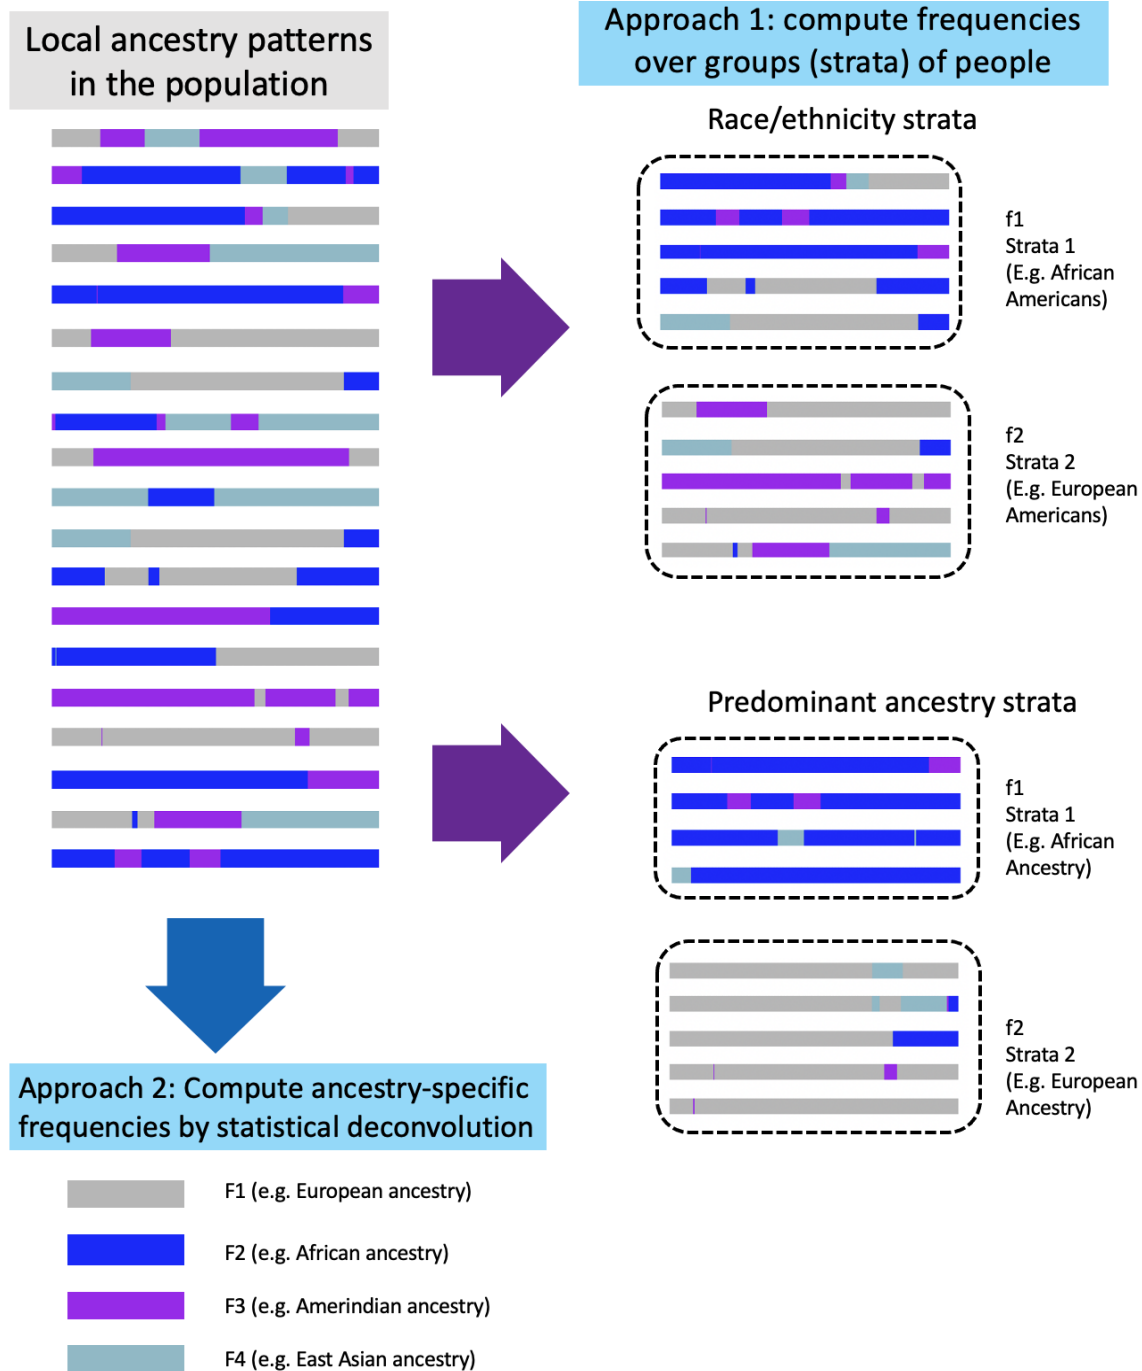 Local ancestry patterns
in the population
Approach 1: compute frequencies
over groups (strata) of people
Race/ethnicity strata
f1
Strata 1
(E.g. African
Americans)
f2
Strata 2
(E.g. European
Americans)
Predominant ancestry strata
f1
Strata 1
(E.g. African
Ancestry)
f2
Strata 2
(E.g. European
Ancestry)
Approach 2: Compute ancestry-specific
frequencies by statistical deconvolution
F1 (e.g. European ancestry)
F2 (e.g. African ancestry)
F3 (e.g. Amerindian ancestry)
F4 (e.g. East Asian ancestry)